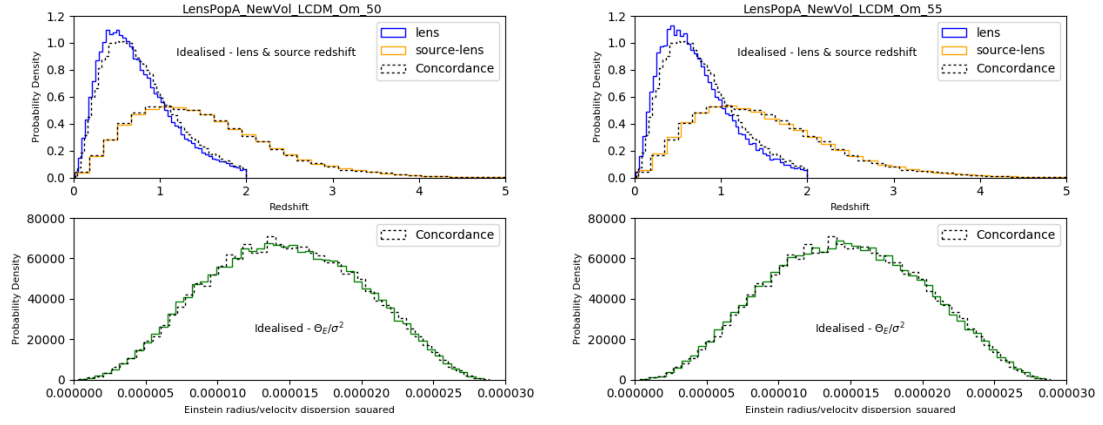 LensPopA_NewVol_LCDM_Om_50
Probability Density
1.2
1.0
0.8
0.6
0.4
0.2
0.0
Idealised - lens & source redshift
lens
source-lens
Concordance
0 1 2 3 4 5
Redshift
Probability Density
80000
60000
40000
20000
0
Concordance
Idealised - Θ_E/σ²
0.000000 0.000005 0.000010 0.000015 0.000020 0.000025 0.000030
Einstein radius/velocity dispersion squared
LensPopA_NewVol_LCDM_Om_55
Probability Density
1.2
1.0
0.8
0.6
0.4
0.2
0.0
Idealised - lens & source redshift
lens
source-lens
Concordance
0 1 2 3 4 5
Redshift
Probability Density
80000
60000
40000
20000
0
Concordance
Idealised - Θ_E/σ²
0.000000 0.000005 0.000010 0.000015 0.000020 0.000025 0.000030
Einstein radius/velocity dispersion squared